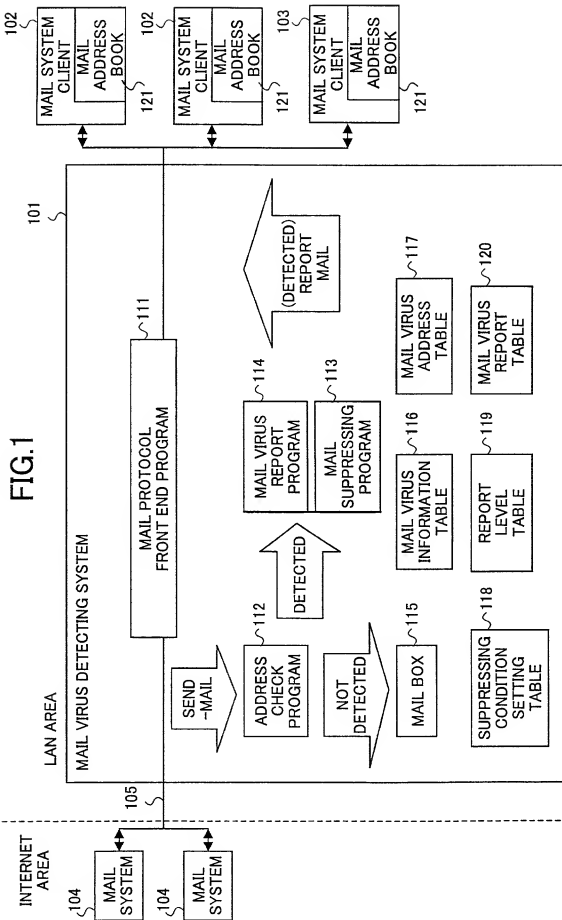 FIG.1
INTERNET
AREA
LAN AREA
105
101
104
MAIL
SYSTEM
104
MAIL
SYSTEM
MAIL VIRUS DETECTING SYSTEM
MAIL PROTOCOL
FRONT END PROGRAM
111
SEND
-MAIL
ADDRESS
CHECK
PROGRAM
112
DETECTED
MAIL VIRUS
REPORT
PROGRAM
114
MAIL
SUPPRESSING
PROGRAM
113
(DETECTED)
REPORT
MAIL
NOT
DETECTED
MAIL BOX
115
MAIL VIRUS
INFORMATION
TABLE
116
MAIL VIRUS
ADDRESS
TABLE
117
SUPPRESSING
CONDITION
SETTING
TABLE
118
REPORT
LEVEL
TABLE
119
MAIL VIRUS
REPORT
TABLE
120
102
MAIL SYSTEM
CLIENT
MAIL
ADDRESS
BOOK
121
102
MAIL SYSTEM
CLIENT
MAIL
ADDRESS
BOOK
121
103
MAIL SYSTEM
CLIENT
MAIL
ADDRESS
BOOK
121